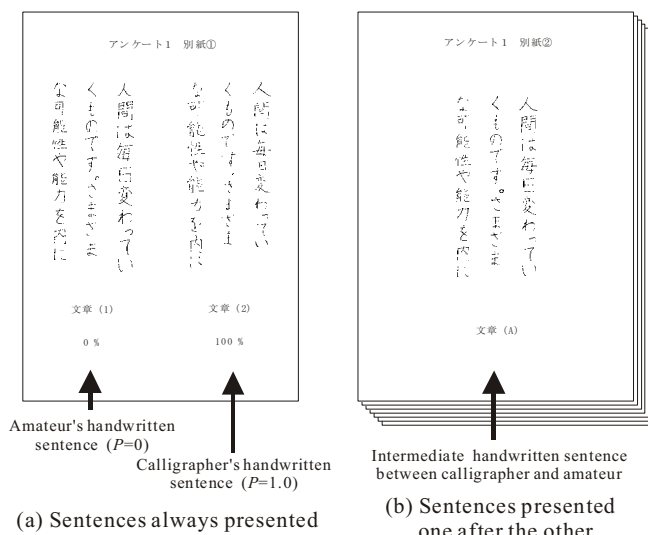 アンケート1 別紙①
人間は毎日変わってい
くものです。さまざま
な可能性や能力を内に
人間は毎日変わってい
くものです。さまざま
な可能性や能力を内に
文章 (1)
文章 (2)
0 %
100 %
Amateur's handwritten
sentence (P=0)
Calligrapher's handwritten
sentence (P=1.0)
(a) Sentences always presented
アンケート1 別紙②
人間は毎日変わってい
くものです。さまざま
な可能性や能力を内に
文章 (A)
Intermediate handwritten sentence
between calligrapher and amateur
(b) Sentences presented
one after the other